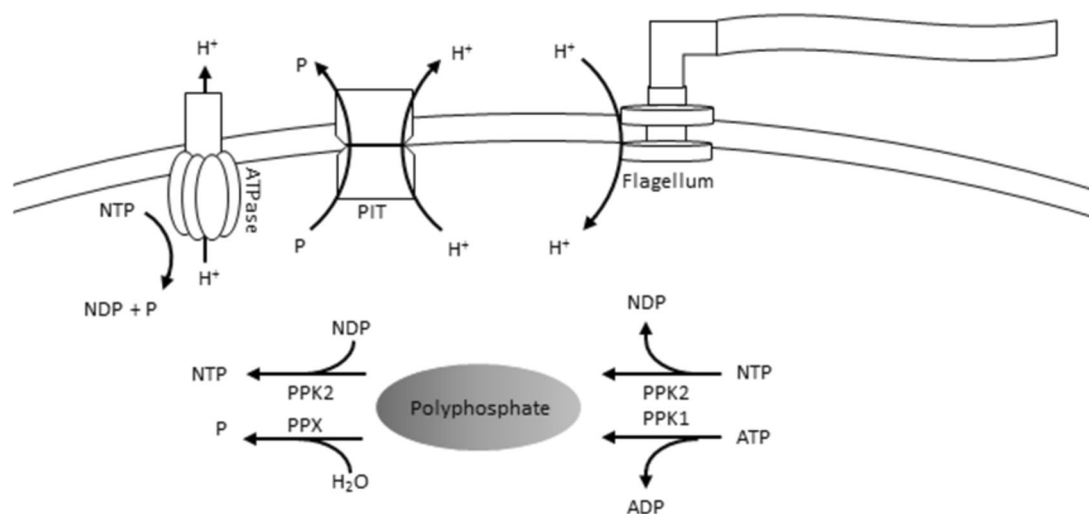 H⁺
P
H⁺
H⁺
ATPase
NTP
Flagellum
PIT
P
H⁺
H⁺
H⁺
NDP + P
NDP
NDP
NTP
PPK2
PPK2
NTP
Polyphosphate
P
PPX
PPK1
ATP
H₂O
ADP